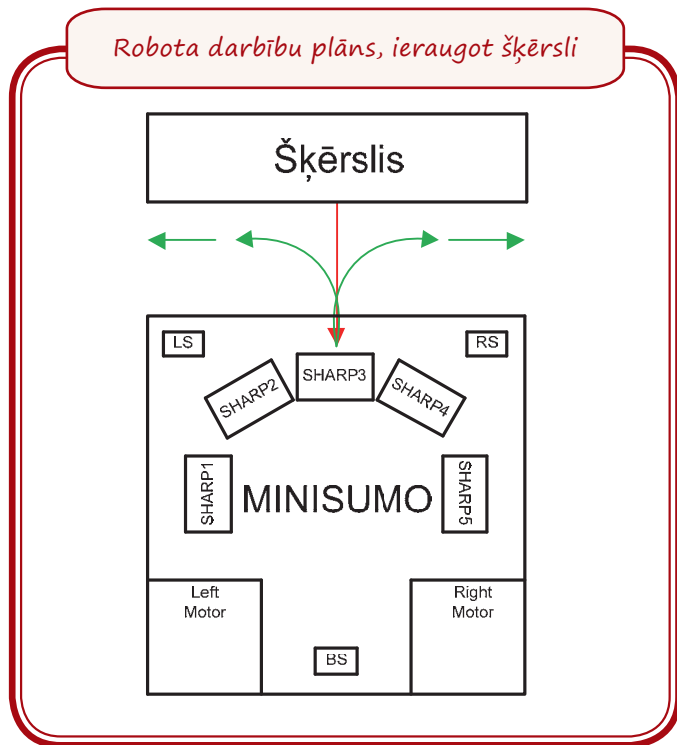 Robota darbību plāns, ieraugot šķērsli
Šķērslis
LS
RS
SHARP2
SHARP3
SHARP4
SHARP1
MINISUMO
SHARP5
Left
Motor
Right
Motor
BS